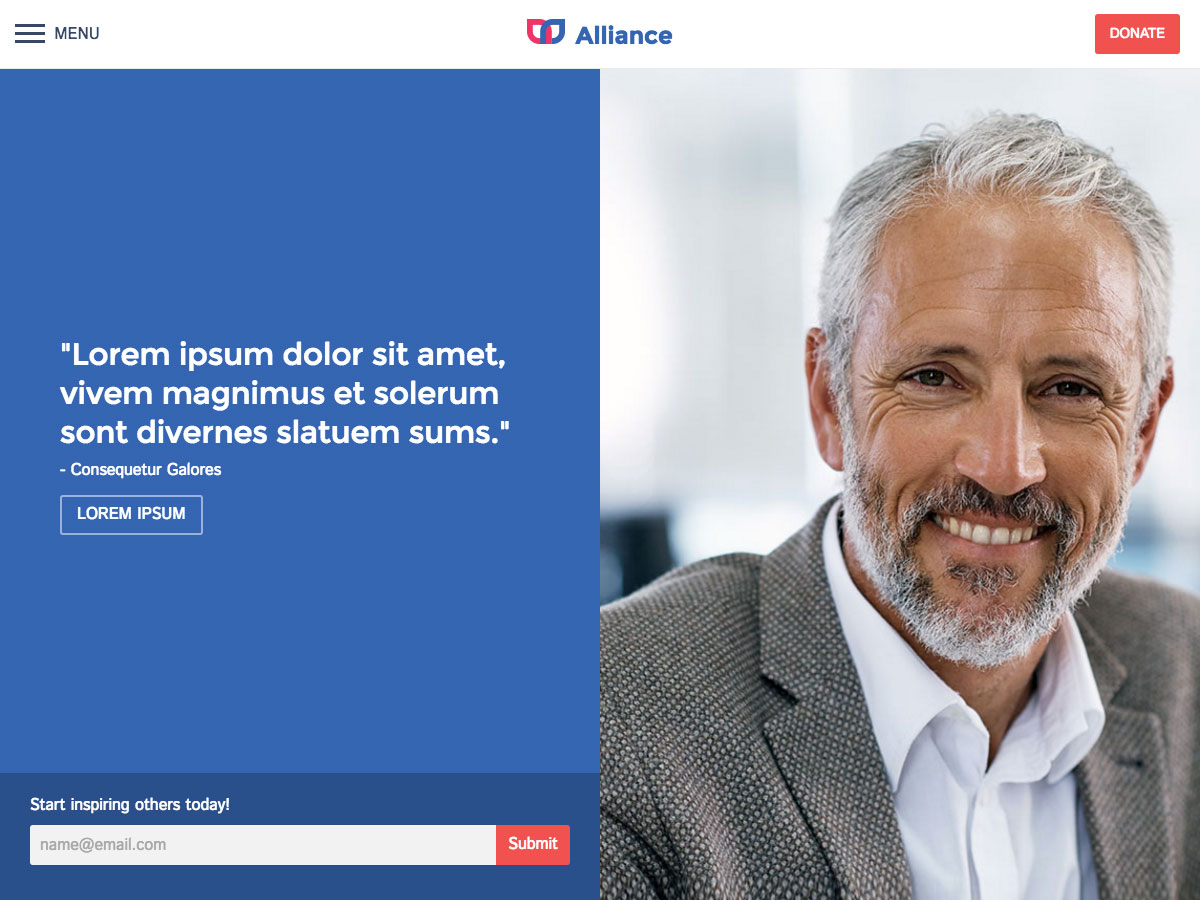 MENU
Alliance
DONATE
"Lorem ipsum dolor sit amet,
vivem magnimus et solerum
sont divernes slatuem sums."
- Consequetur Galores
LOREM IPSUM
Start inspiring others today!
name@email.com
Submit